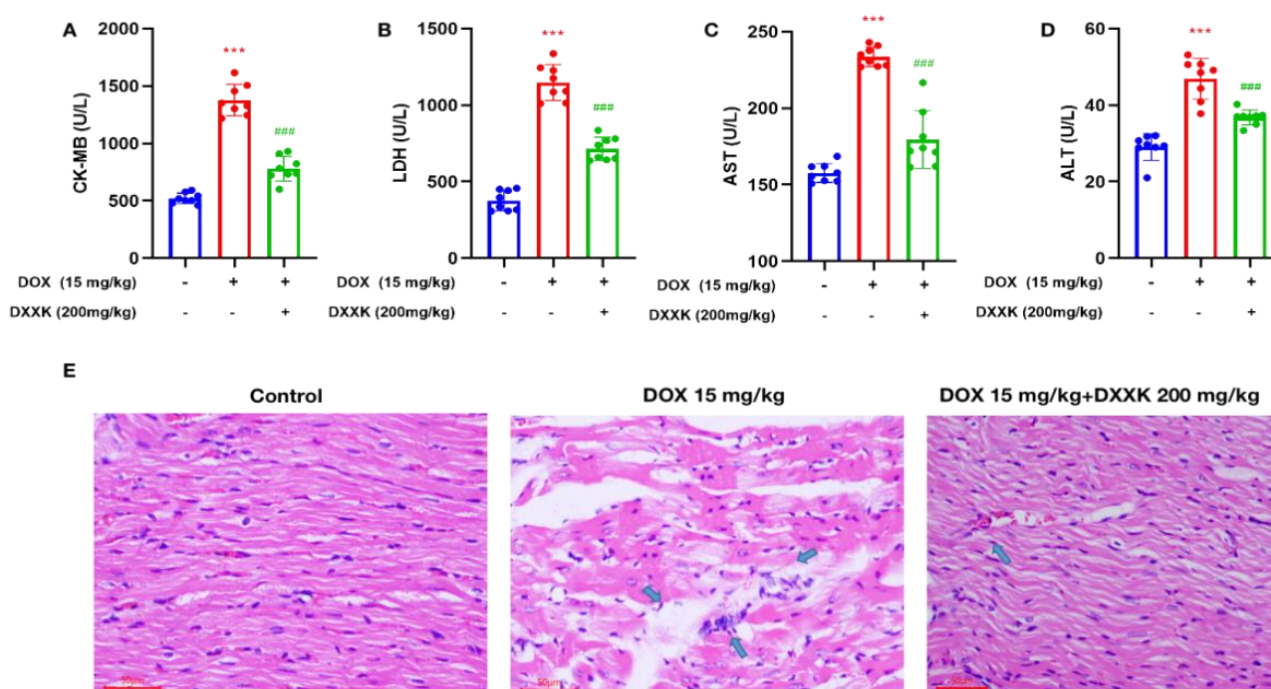 A
CK-MB (U/L)
2000
1500
1000
500
0
***
###
DOX (15 mg/kg) - + +
DXXK (200mg/kg) - - +
B
LDH (U/L)
1500
1000
500
0
***
###
DOX (15 mg/kg) - + +
DXXK (200mg/kg) - - +
C
AST (U/L)
250
200
150
100
***
###
DOX (15 mg/kg) - + +
DXXK (200mg/kg) - - +
D
ALT (U/L)
60
40
20
0
***
###
DOX (15 mg/kg) - + +
DXXK (200mg/kg) - - +
E
Control
DOX 15 mg/kg
DOX 15 mg/kg+DXXK 200 mg/kg
50μm
50μm
50μm